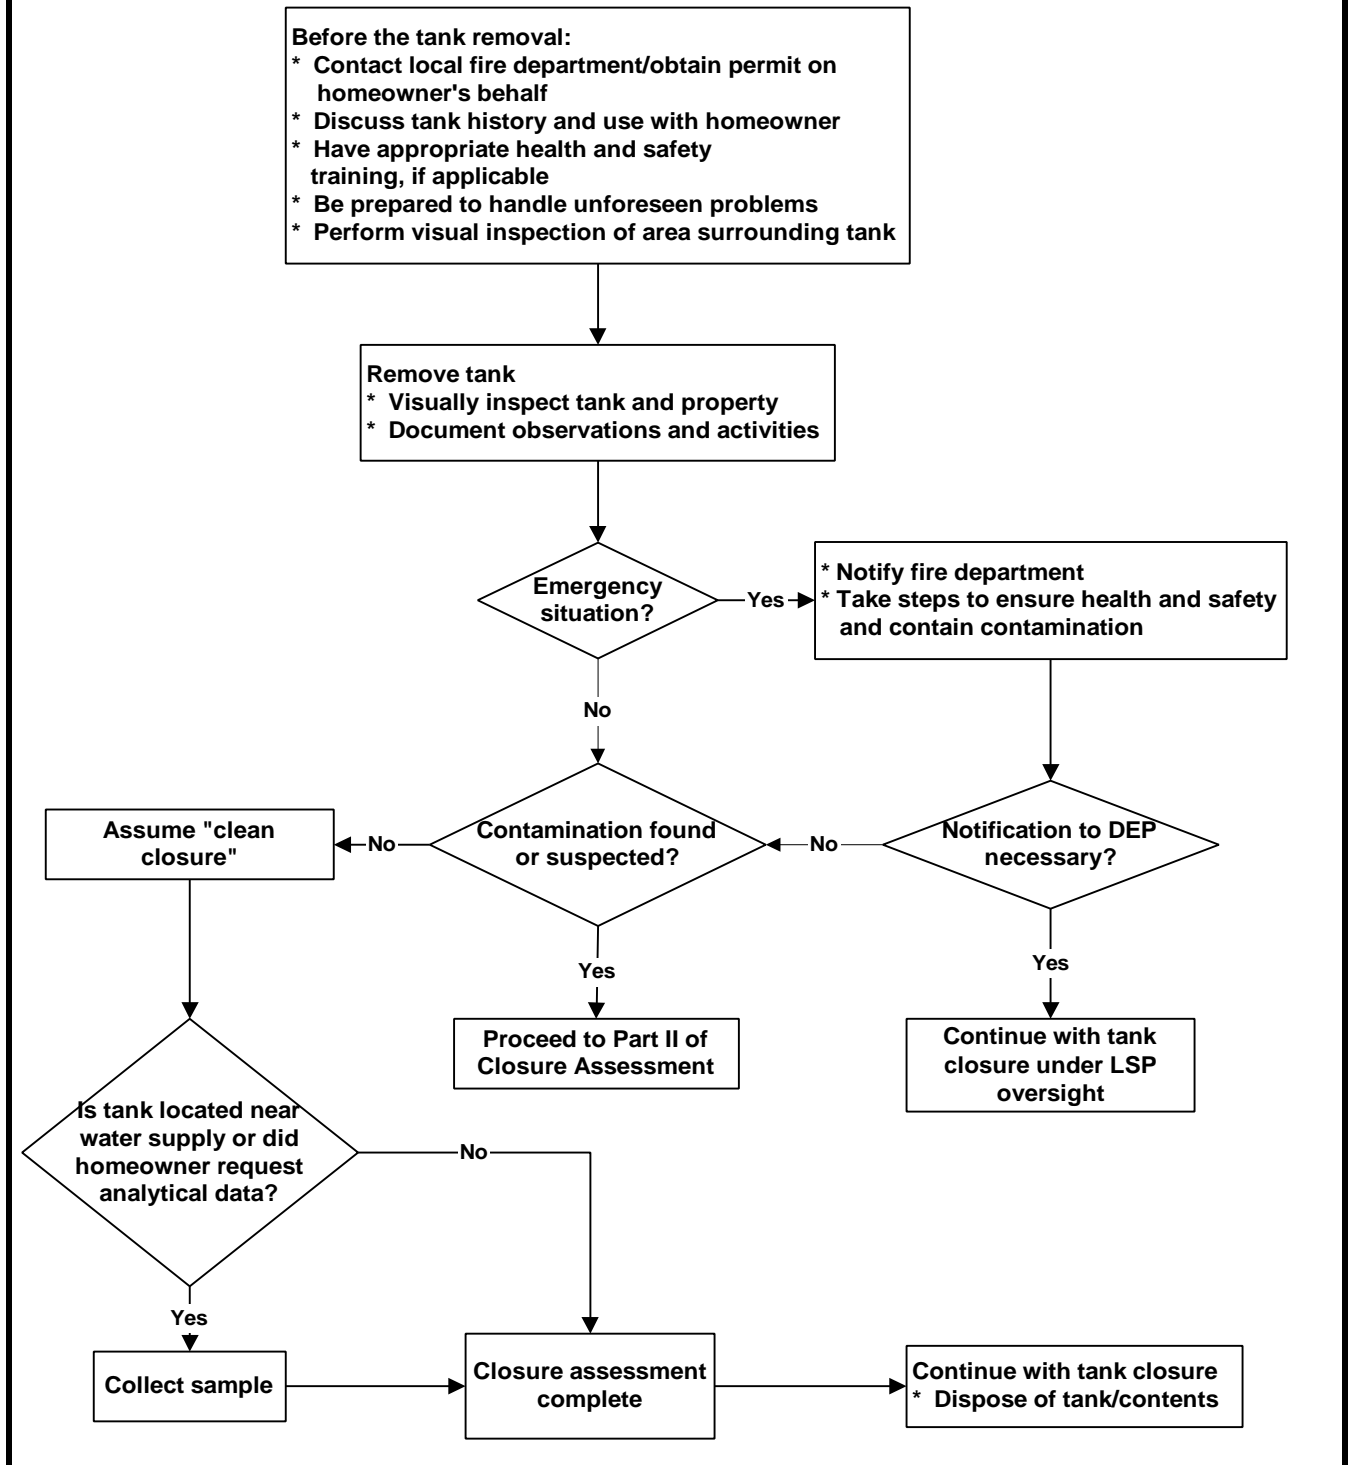 Before the tank removal:
* Contact local fire department/obtain permit on
homeowner's behalf
* Discuss tank history and use with homeowner
* Have appropriate health and safety
training, if applicable
* Be prepared to handle unforeseen problems
* Perform visual inspection of area surrounding tank
Remove tank
* Visually inspect tank and property
* Document observations and activities
Emergency
situation?
Yes
* Notify fire department
* Take steps to ensure health and safety
and contain contamination
No
Assume "clean
closure"
No
Contamination found
or suspected?
No
Notification to DEP
necessary?
Yes
Yes
Proceed to Part II of
Closure Assessment
Continue with tank
closure under LSP
oversight
Is tank located near
water supply or did
homeowner request
analytical data?
No
Yes
Collect sample
Closure assessment
complete
Continue with tank closure
* Dispose of tank/contents